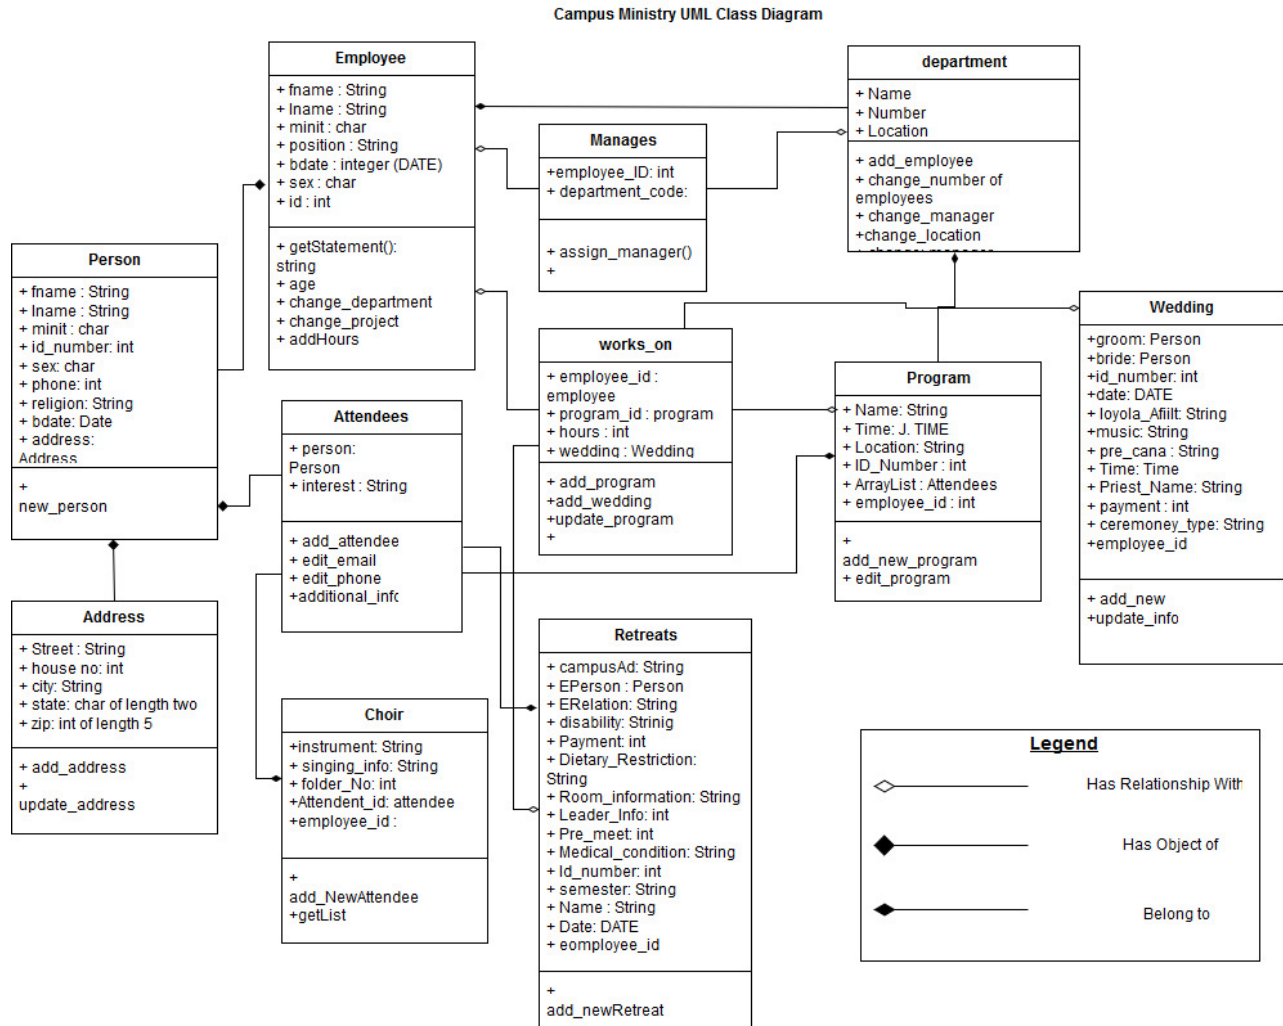 Campus Ministry UML Class Diagram
Employee
+ fname : String
+ lname : String
+ minit : char
+ position : String
+ bdate : integer (DATE)
+ sex : char
+ id : int
+ getStatement():
string
+ age
+ change_department
+ change_project
+ addHours
department
+ Name
+ Number
+ Location
+ add_employee
+ change_number of
employees
+ change_manager
+change_location
Manages
+employee_ID: int
+ department_code:
+ assign_manager()
+
Person
+ fname : String
+ lname : String
+ minit : char
+ id_number: int
+ sex: char
+ phone: int
+ religion: String
+ bdate: Date
+ address:
Address
+
new_person
Attendees
+ person:
Person
+ interest : String
+ add_attendee
+ edit_email
+ edit_phone
+additional_info
works_on
+ employee_id :
employee
+ program_id : program
+ hours : int
+ wedding : Wedding
+ add_program
+add_wedding
+update_program
+
Program
+ Name: String
+ Time: J. TIME
+ Location: String
+ ID_Number : int
+ ArrayList : Attendees
+ employee_id : int
+
add_new_program
+ edit_program
Wedding
+groom: Person
+bride: Person
+id_number: int
+date: DATE
+ loyola_Afiilt: String
+music: String
+ pre_cana : String
+ Time: Time
+ Priest_Name: String
+ payment : int
+ ceremoney_type: String
+employee_id
+ add_new
+update_info
Address
+ Street : String
+ house no: int
+ city: String
+ state: char of length two
+ zip: int of length 5
+ add_address
+
update_address
Choir
+instrument: String
+ singing_info: String
+ folder_No: int
+Attendent_id: attendee
+employee_id :
+
add_NewAttendee
+getList
Retreats
+ campusAd: String
+ EPerson : Person
+ ERelation: String
+ disability: Strinig
+ Payment: int
+ Dietary_Restriction:
String
+ Room_information: String
+ Leader_Info: int
+ Pre_meet: int
+ Medical_condition: String
+ Id_number: int
+ semester: String
+ Name : String
+ Date: DATE
+ eomployee_id
+
add_newRetreat
Legend
Has Relationship With
Has Object of
Belong to